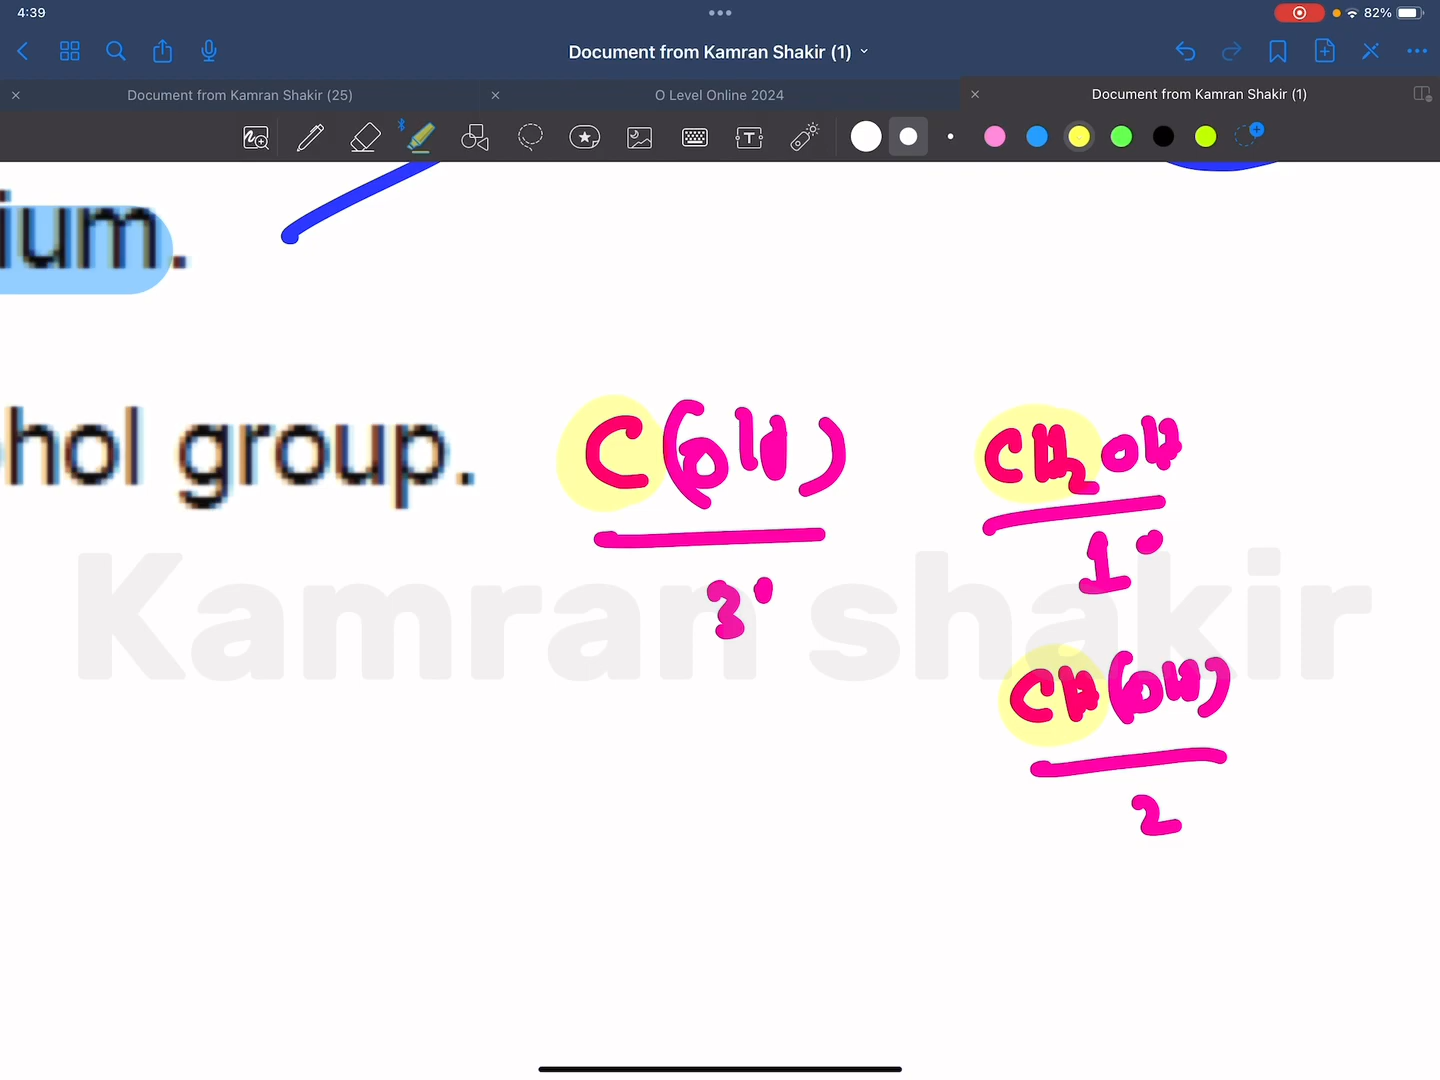 4:39
82%
Document from Kamran Shakir (1)
Document from Kamran Shakir (25)
O Level Online 2024
Document from Kamran Shakir (1)
T
ium.
hol group.
C(OH)
CH₂OH
3°
1°
Kamran shakir
CH(OH)
2